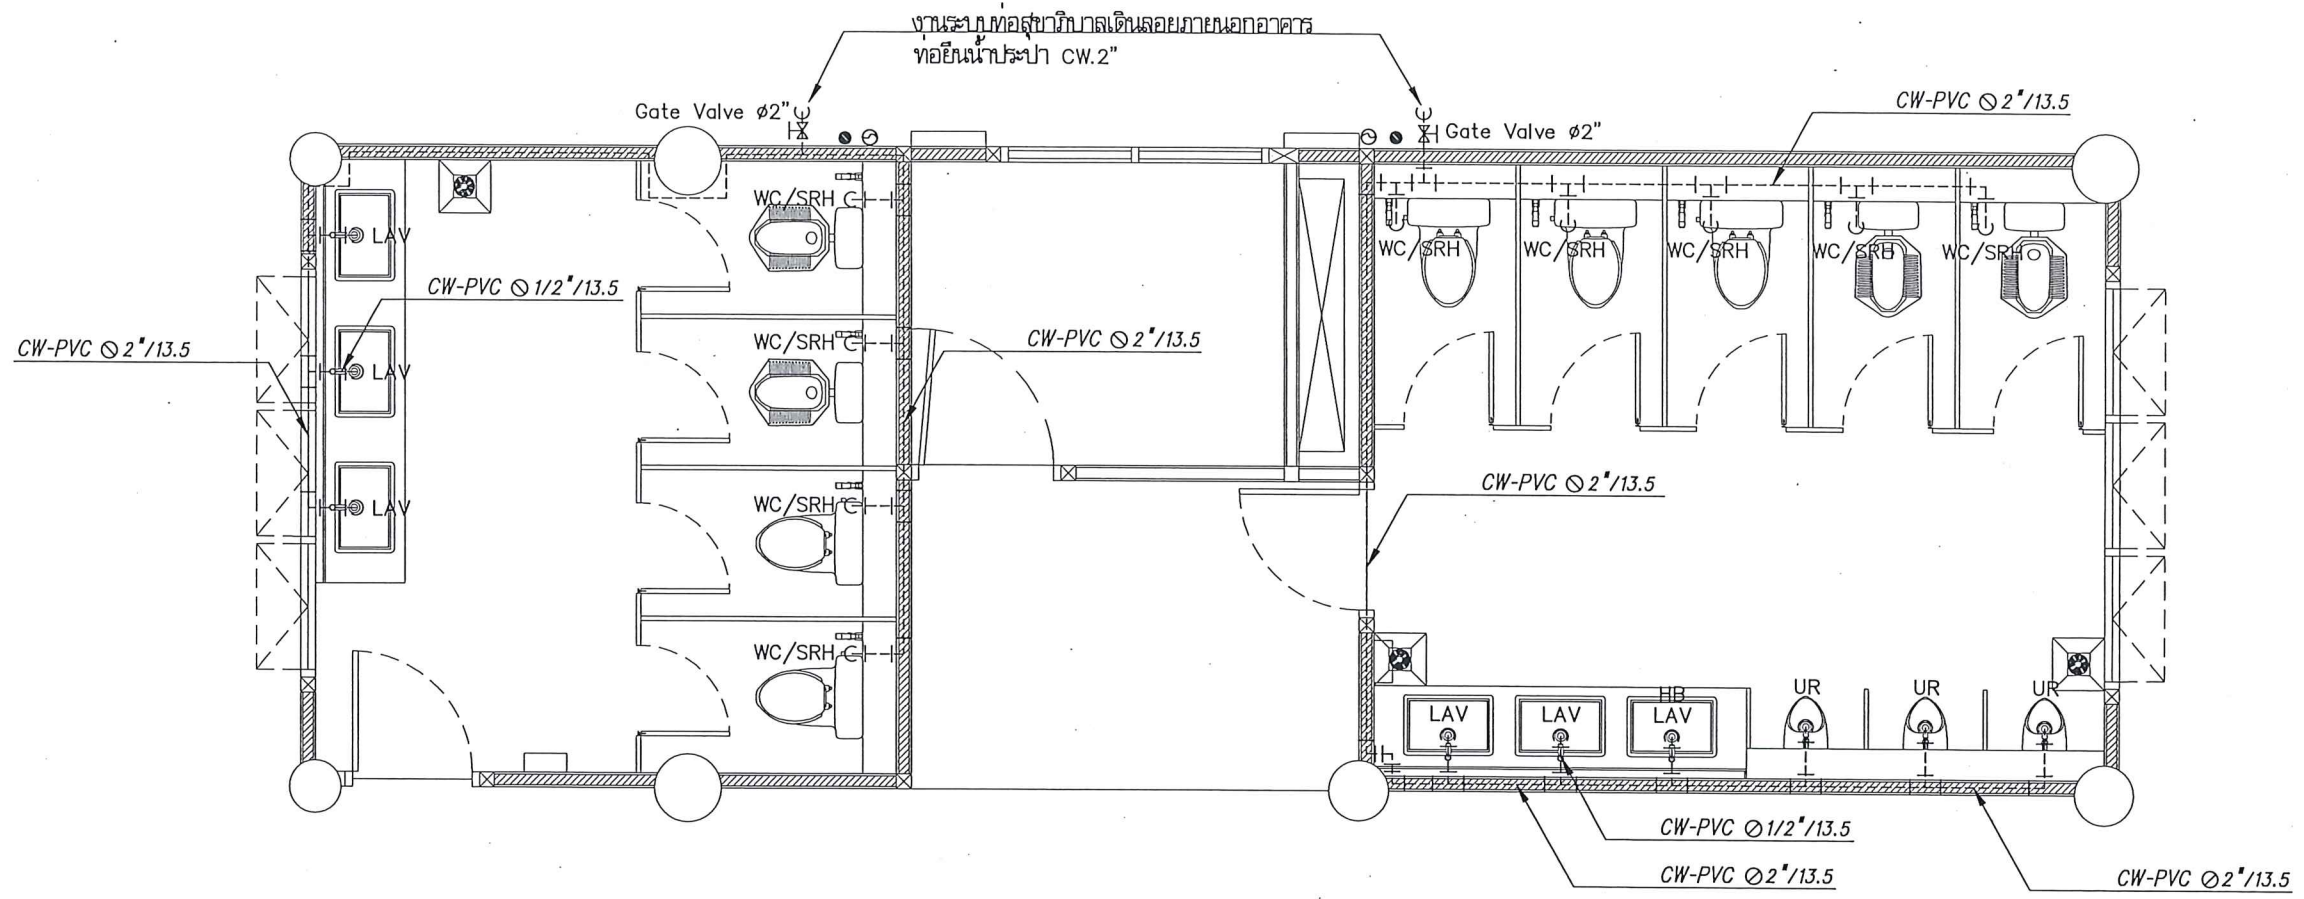 งานระบบท่อสุขาภิบาลเดินลอยภายนอกอาคาร
ท่อยืนน้ำประปา CW.2"
Gate Valve ø2"
Gate Valve ø2"
CW-PVC ⦸ 2"/13.5
WC/SRH
WC/SRH
WC/SRH
WC/SRH
WC/SRH
WC/SRH
LAV
CW-PVC ⦸ 1/2"/13.5
CW-PVC ⦸ 2"/13.5
WC/SRH
CW-PVC ⦸ 2"/13.5
LAV
CW-PVC ⦸ 2"/13.5
LAV
WC/SRH
WC/SRH
UR
UR
UR
HB
LAV
LAV
LAV
CW-PVC ⦸ 1/2"/13.5
CW-PVC ⦸ 2"/13.5
CW-PVC ⦸ 2"/13.5